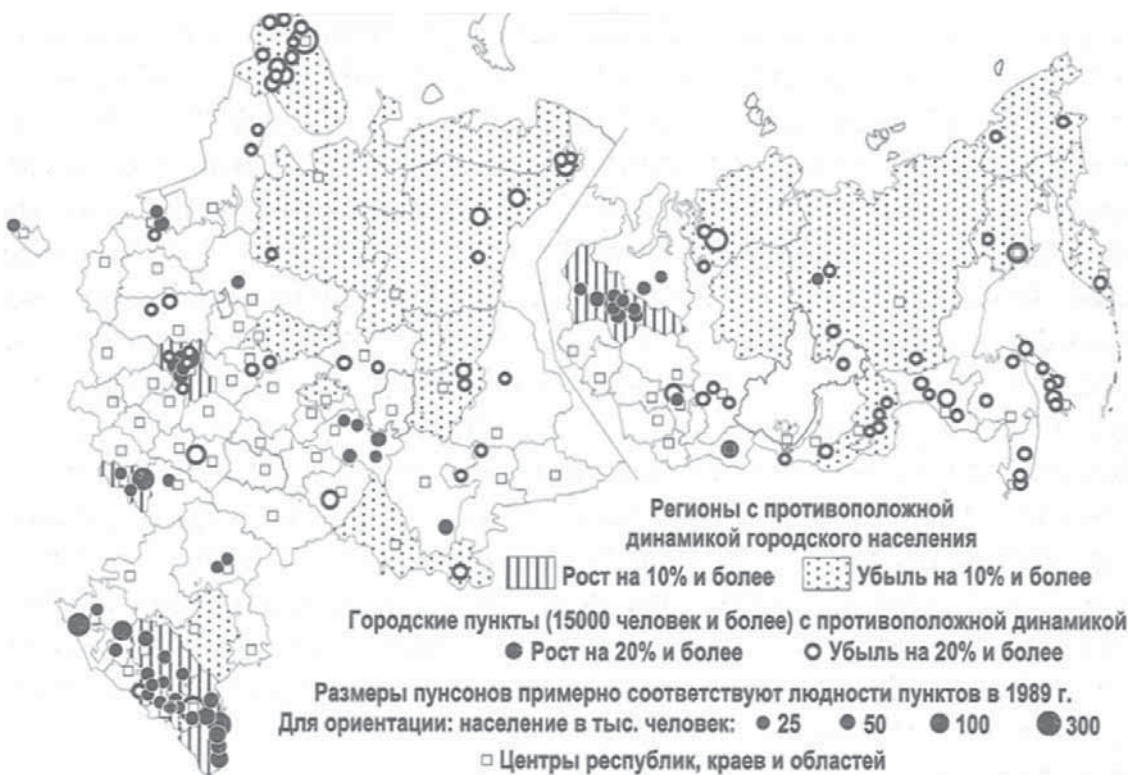 Регионы с противоположной
динамикой городского населения
Рост на 10% и более Убыль на 10% и более
Городские пункты (15000 человек и более) с противоположной динамикой
Рост на 20% и более Убыль на 20% и более
Размеры пунсонов примерно соответствуют людности пунктов в 1989 г.
Для ориентации: население в тыс. человек: 25 50 100 300
Центры республик, краев и областей